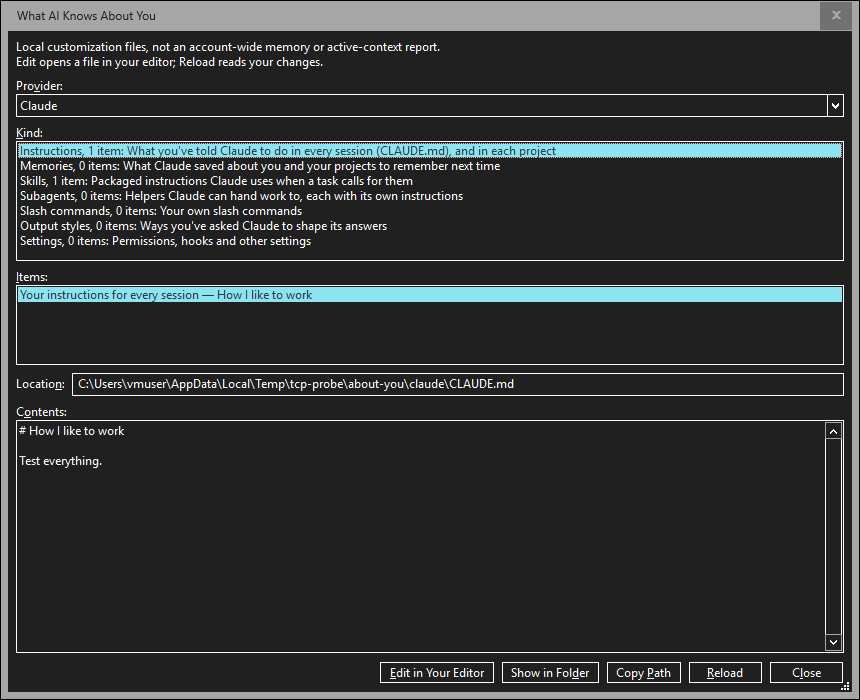 What AI Knows About You
Local customization files, not an account-wide memory or active-context report.
Edit opens a file in your editor; Reload reads your changes.
Provider:
Claude
Kind:
Instructions, 1 item: What you've told Claude to do in every session (CLAUDE.md), and in each project
Memories, 0 items: What Claude saved about you and your projects to remember next time
Skills, 1 item: Packaged instructions Claude uses when a task calls for them
Subagents, 0 items: Helpers Claude can hand work to, each with its own instructions
Slash commands, 0 items: Your own slash commands
Output styles, 0 items: Ways you've asked Claude to shape its answers
Settings, 0 items: Permissions, hooks and other settings
Items:
Your instructions for every session — How I like to work
Location: C:\Users\vmuser\AppData\Local\Temp\tcp-probe\about-you\claude\CLAUDE.md
Contents:
# How I like to work
Test everything.
Edit in Your Editor Show in Folder Copy Path Reload Close